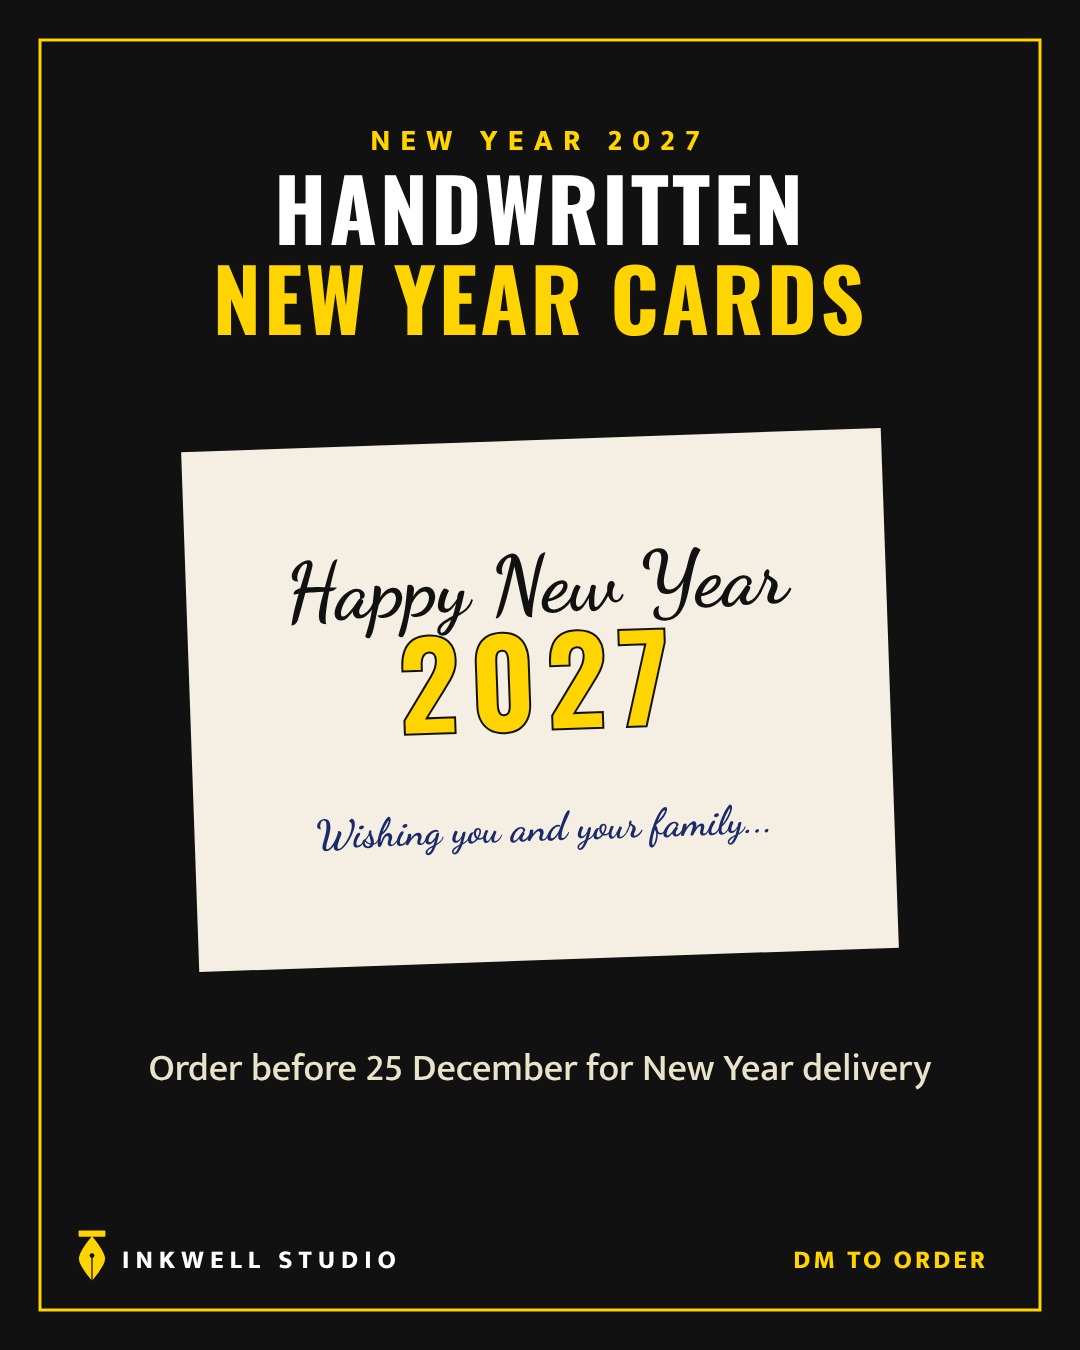 NEW YEAR 2027
HANDWRITTEN
NEW YEAR CARDS
Happy New Year
2027
Wishing you and your family...
Order before 25 December for New Year delivery
INKWELL STUDIO
DM TO ORDER